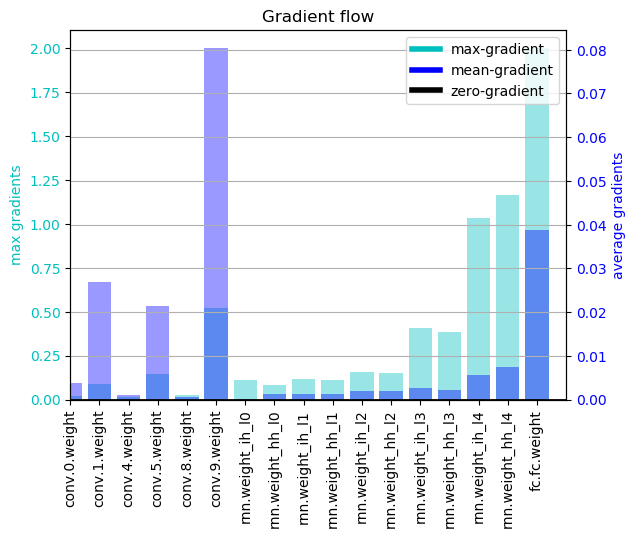 Gradient flow
max-gradient
mean-gradient
zero-gradient
max gradients
2.00
1.75
1.50
1.25
1.00
0.75
0.50
0.25
0.00
average gradients
0.08
0.07
0.06
0.05
0.04
0.03
0.02
0.01
0.00
conv.0.weight
conv.1.weight
conv.4.weight
conv.5.weight
conv.8.weight
conv.9.weight
rnn.weight_ih_l0
rnn.weight_hh_l0
rnn.weight_ih_l1
rnn.weight_hh_l1
rnn.weight_ih_l2
rnn.weight_hh_l2
rnn.weight_ih_l3
rnn.weight_hh_l3
rnn.weight_ih_l4
rnn.weight_hh_l4
fc.fc.weight